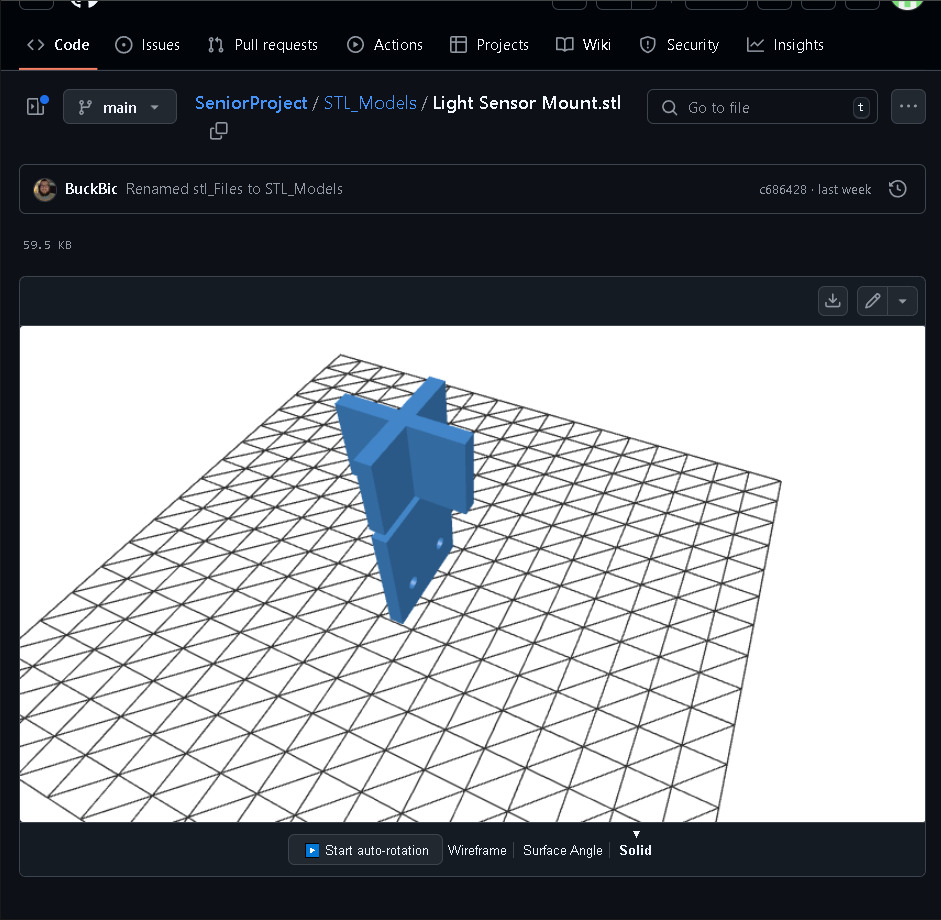 Code Issues Pull requests Actions Projects Wiki Security Insights
main SeniorProject / STL_Models / Light Sensor Mount.stl Go to file t
BuckBic Renamed stl_Files to STL_Models c686428 · last week
59.5 KB
Start auto-rotation Wireframe Surface Angle Solid